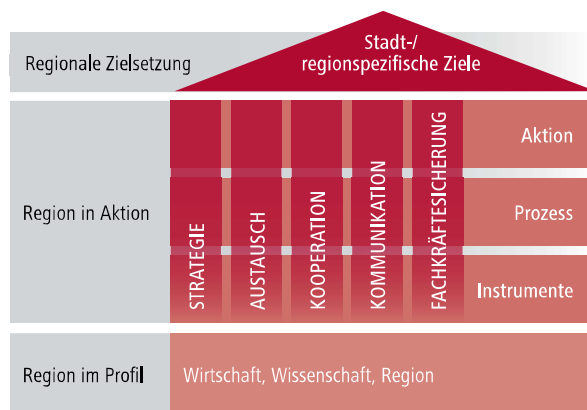 Regionale Zielsetzung
Stadt-/
regionspezifische Ziele
Region in Aktion
STRATEGIE
AUSTAUSCH
KOOPERATION
KOMMUNIKATION
FACHKRÄFTESICHERUNG
Aktion
Prozess
Instrumente
Region im Profil
Wirtschaft, Wissenschaft, Region